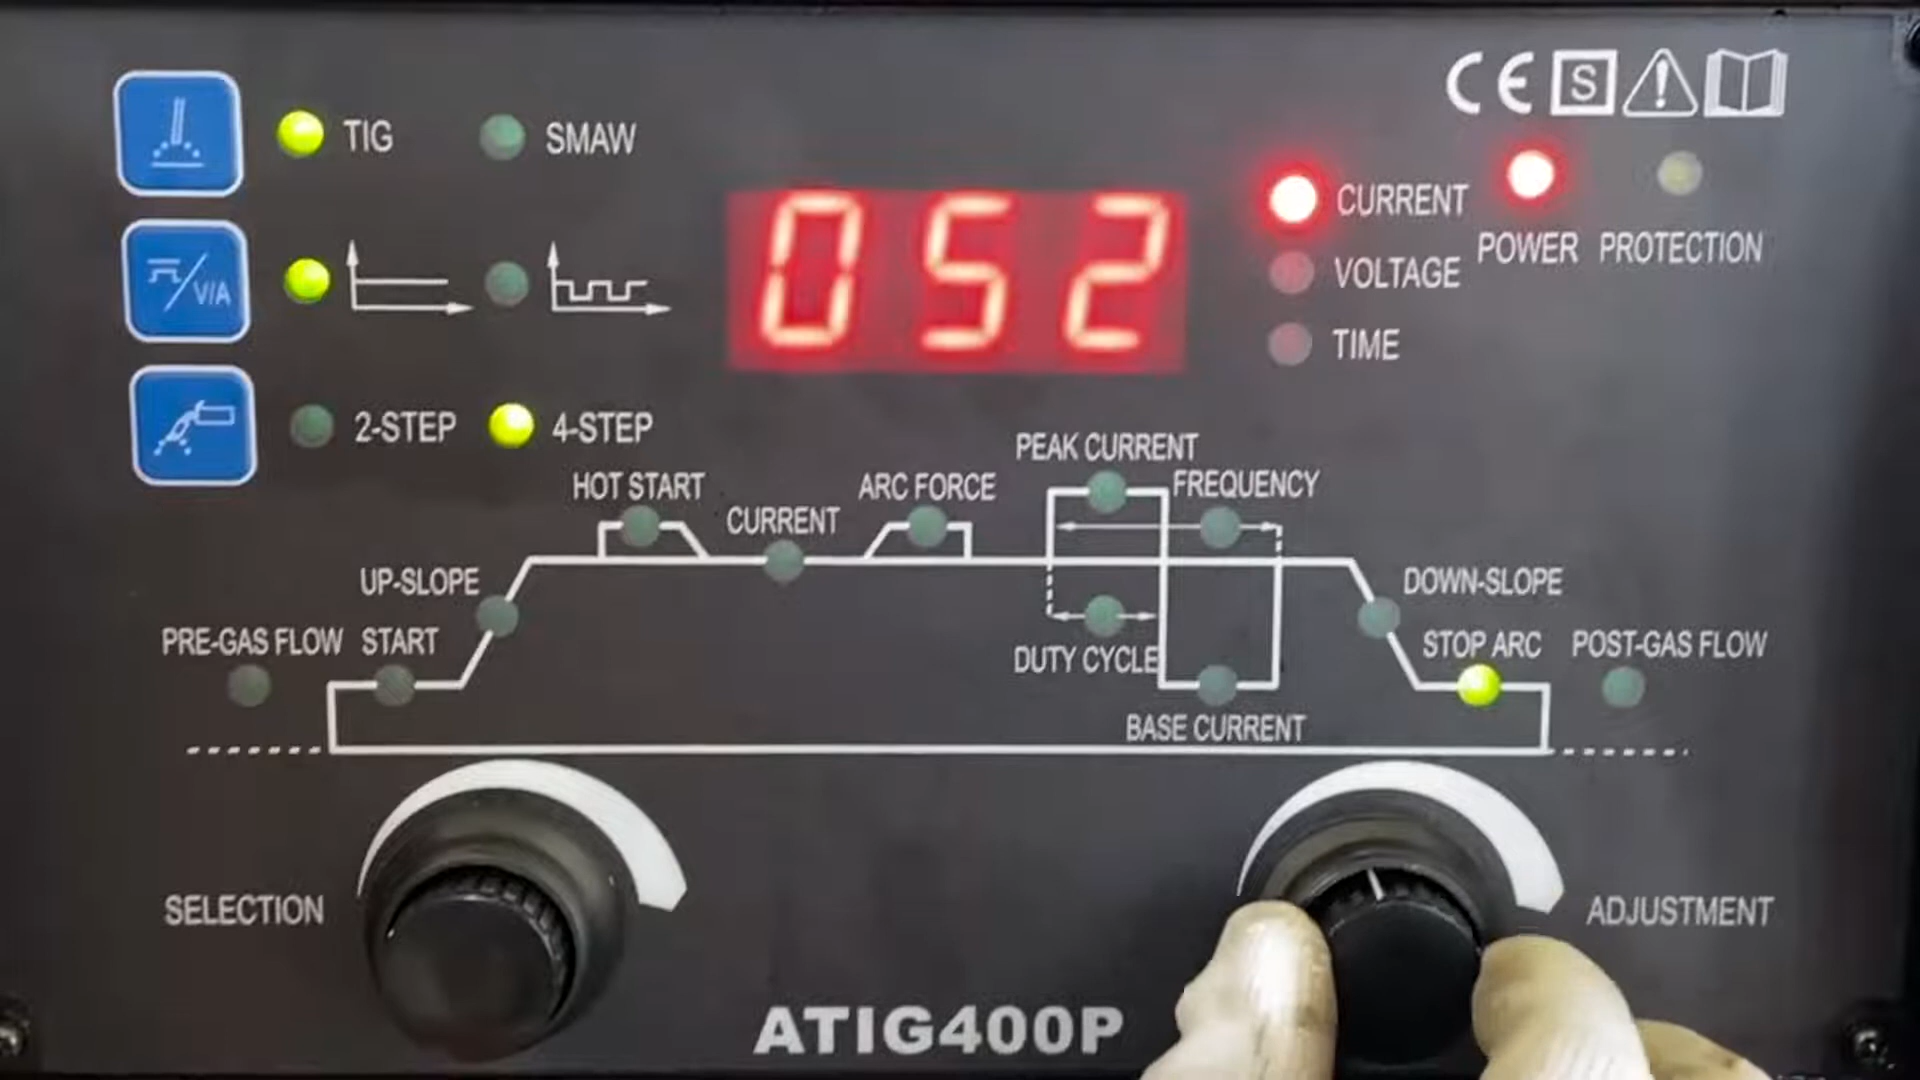 CE S
TIG SMAW
052
CURRENT
VOLTAGE
TIME
POWER PROTECTION
V/A
2-STEP 4-STEP
PEAK CURRENT
HOT START ARC FORCE FREQUENCY
CURRENT
UP-SLOPE DOWN-SLOPE
PRE-GAS FLOW START STOP ARC POST-GAS FLOW
DUTY CYCLE
BASE CURRENT
SELECTION ADJUSTMENT
ATIG400P